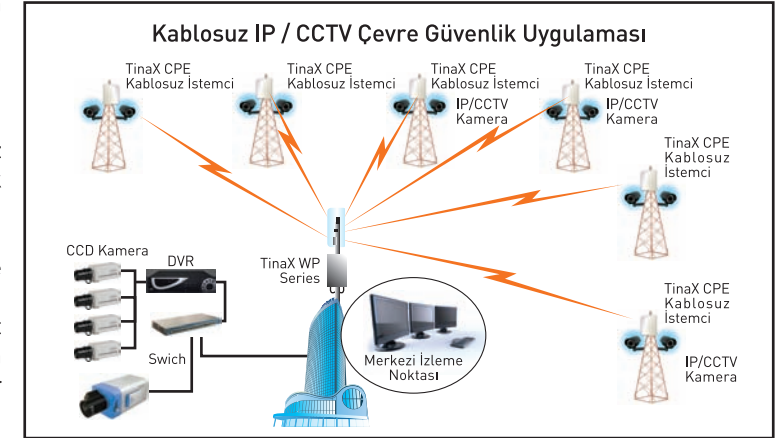 Kablosuz IP / CCTV Çevre Güvenlik Uygulaması
TinaX CPE
Kablosuz İstemci
TinaX CPE
Kablosuz İstemci
TinaX CPE
Kablosuz İstemci
IP/CCTV
Kamera
TinaX CPE
Kablosuz İstemci
IP/CCTV
Kamera
TinaX CPE
Kablosuz
İstemci
CCD Kamera
DVR
TinaX WP
Series
Swich
Merkezi İzleme
Noktası
TinaX CPE
Kablosuz
İstemci
IP/CCTV
Kamera